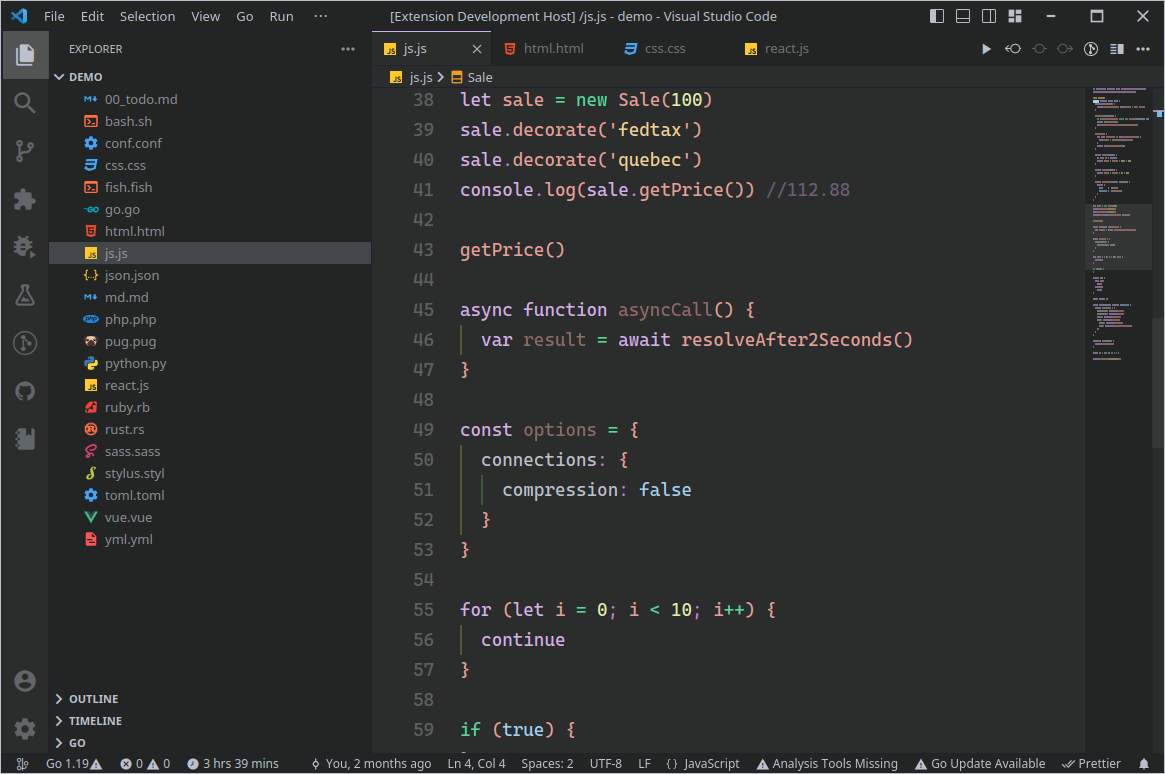 File Edit Selection View Go Run ··· [Extension Development Host] /js.js - demo - Visual Studio Code
EXPLORER ···
DEMO
00_todo.md
bash.sh
conf.conf
css.css
fish.fish
go.go
html.html
js.js
json.json
md.md
php.php
pug.pug
python.py
react.js
ruby.rb
rust.rs
sass.sass
stylus.styl
toml.toml
vue.vue
yml.yml
OUTLINE
TIMELINE
GO
js.js html.html css.css react.js
js.js > Sale
38 let sale = new Sale(100)
39 sale.decorate('fedtax')
40 sale.decorate('quebec')
41 console.log(sale.getPrice()) //112.88
42
43 getPrice()
44
45 async function asyncCall() {
46 var result = await resolveAfter2Seconds()
47 }
48
49 const options = {
50 connections: {
51 compression: false
52 }
53 }
54
55 for (let i = 0; i < 10; i++) {
56 continue
57 }
58
59 if (true) {
Go 1.19 0 0 3 hrs 39 mins You, 2 months ago Ln 4, Col 4 Spaces: 2 UTF-8 LF { } JavaScript Analysis Tools Missing Go Update Available Prettier